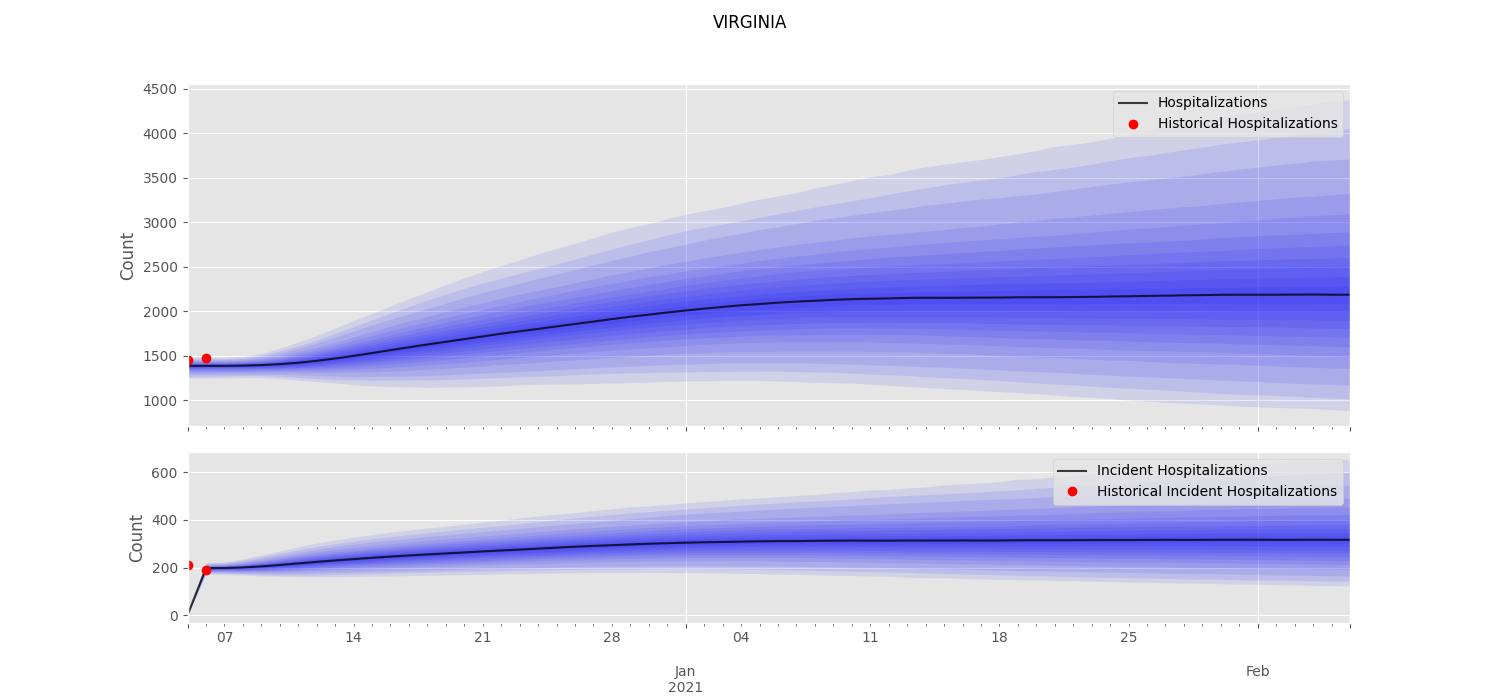 VIRGINIA
4500
4000
3500
3000
2500
2000
1500
1000
Count
Hospitalizations
Historical Hospitalizations
600
400
200
0
Count
Incident Hospitalizations
Historical Incident Hospitalizations
07 14 21 28 04 11 18 25
Jan Feb
2021